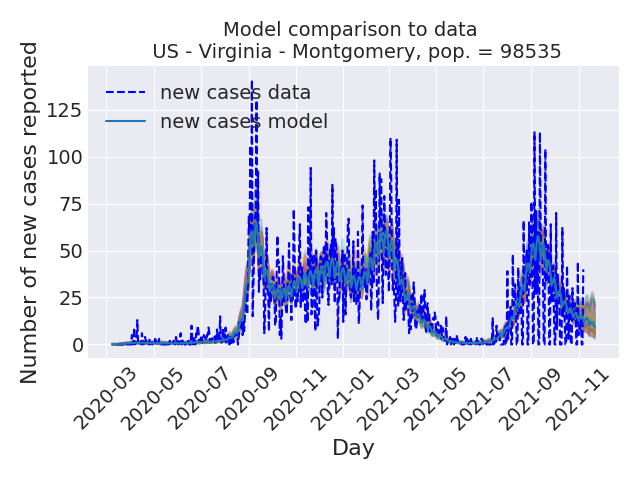 Model comparison to data
US - Virginia - Montgomery, pop. = 98535
Number of new cases reported
new cases data
new cases model
125
100
75
50
25
0
2020-03
2020-05
2020-07
2020-09
2020-11
2021-01
2021-03
2021-05
2021-07
2021-09
2021-11
Day